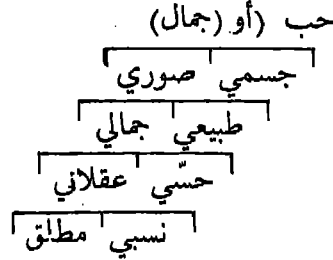 حب (أو (جمال)
جسمي صوري
طبيعي جمالي
حسّي عقلاني
نسبي مطلق